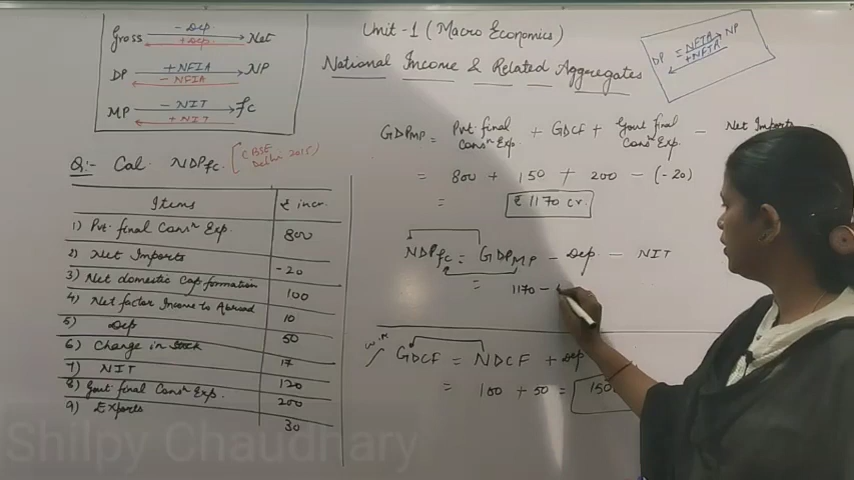 Unit-1 (Macro Economics)
National Income & Related Aggregates
Gross - Dep Net
+ Dep.
DP +NFIA NP
- NFIA
MP - NIT fc
+ NIT
DP - NFIA NP
+NFIA
Q:- Cal. NDPfc. [CBSE Delhi 2015]
Items ₹ in cr.
1) Pvt. final Consⁿ Exp. 800
2) Net Imports -20
3) Net domestic Cap formation 100
4) Net factor Income to Abroad 10
5) Dep 50
6) Change in Stock 17
7) NIT 120
8) Govt final Consⁿ Exp. 200
9) Exports 30
GDPMP = Pvt final Consⁿ Exp. + GDCF + Govt final Consⁿ Exp. - Net Imports
= 800 + 150 + 200 - (-20)
= ₹ 1170 cr.
NDPfc = GDPMP - Dep - NIT
= 1170 -
W.N
GDCF = NDCF + Dep
= 100 + 50 = 150
Shilpy Chaudhary